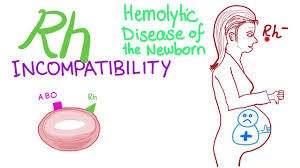 Rh
INCOMPATIBILITY
Hemolytic
Disease of the
Newborn
Rh-
ABO
Rh
+